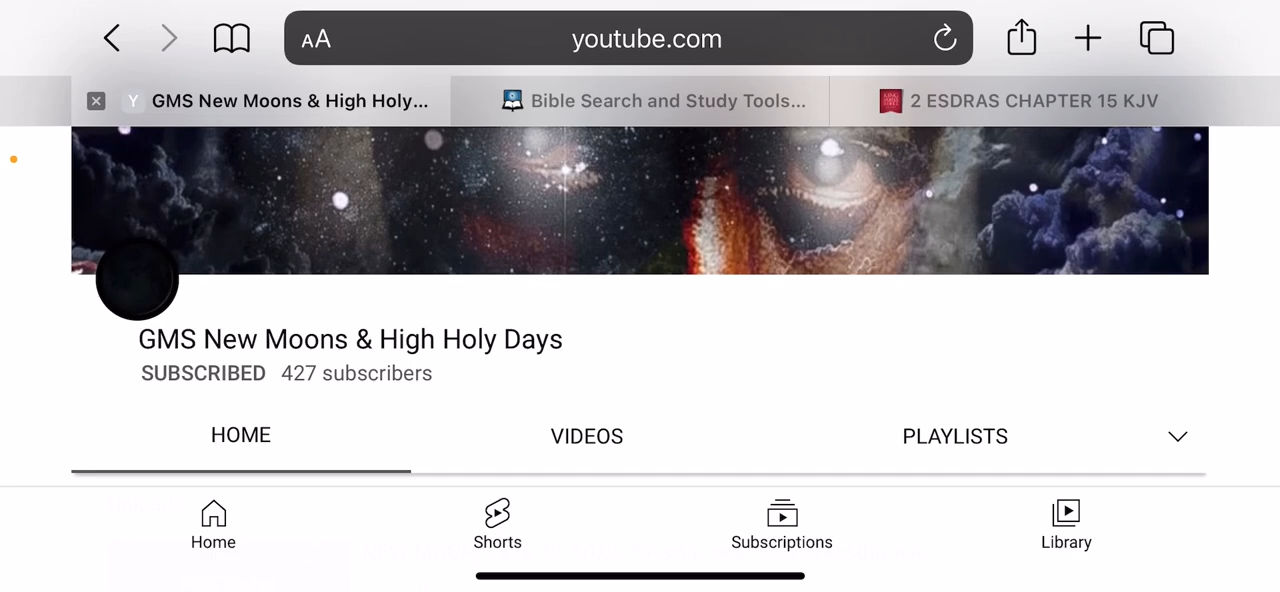 AA
youtube.com
Y GMS New Moons & High Holy...
Bible Search and Study Tools...
2 ESDRAS CHAPTER 15 KJV
GMS New Moons & High Holy Days
SUBSCRIBED 427 subscribers
HOME
VIDEOS
PLAYLISTS
Home
Shorts
Subscriptions
Library